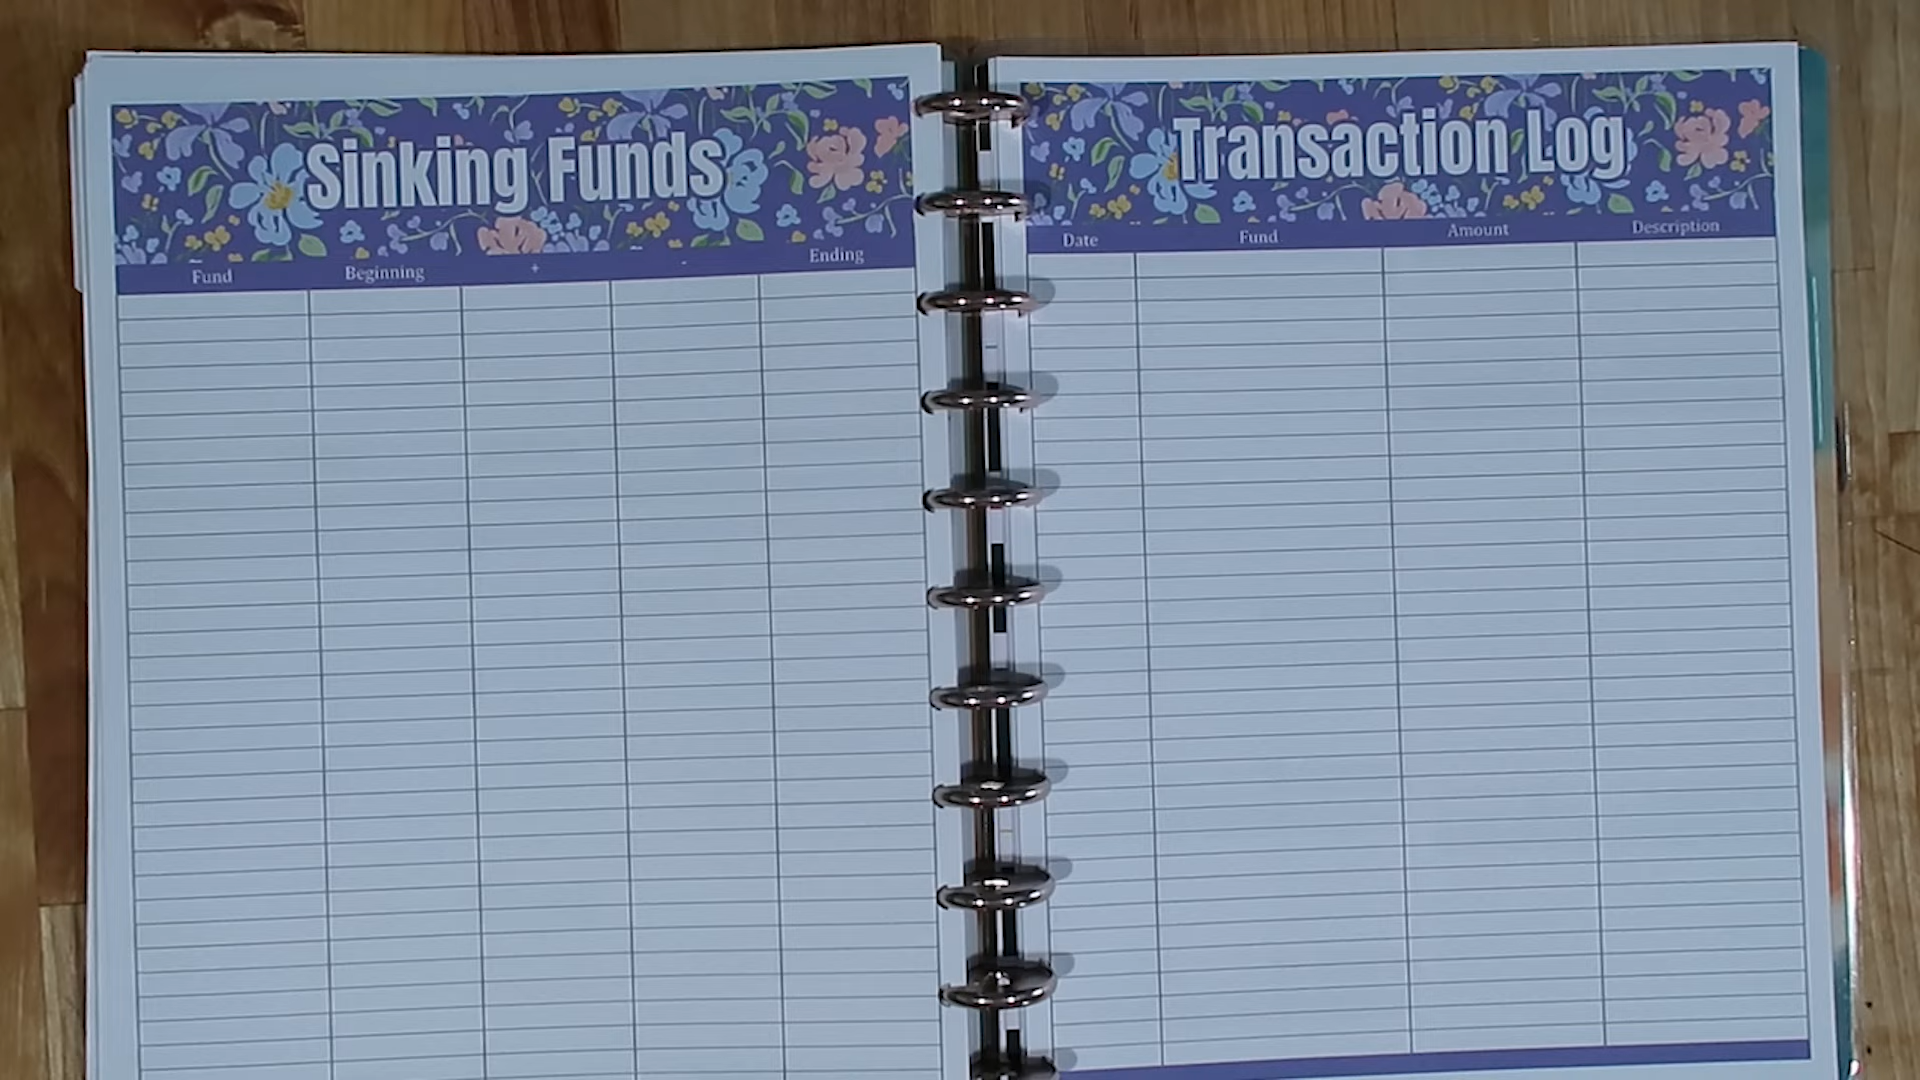 Sinking Funds
Fund Beginning + - Ending
Transaction Log
Date Fund Amount Description